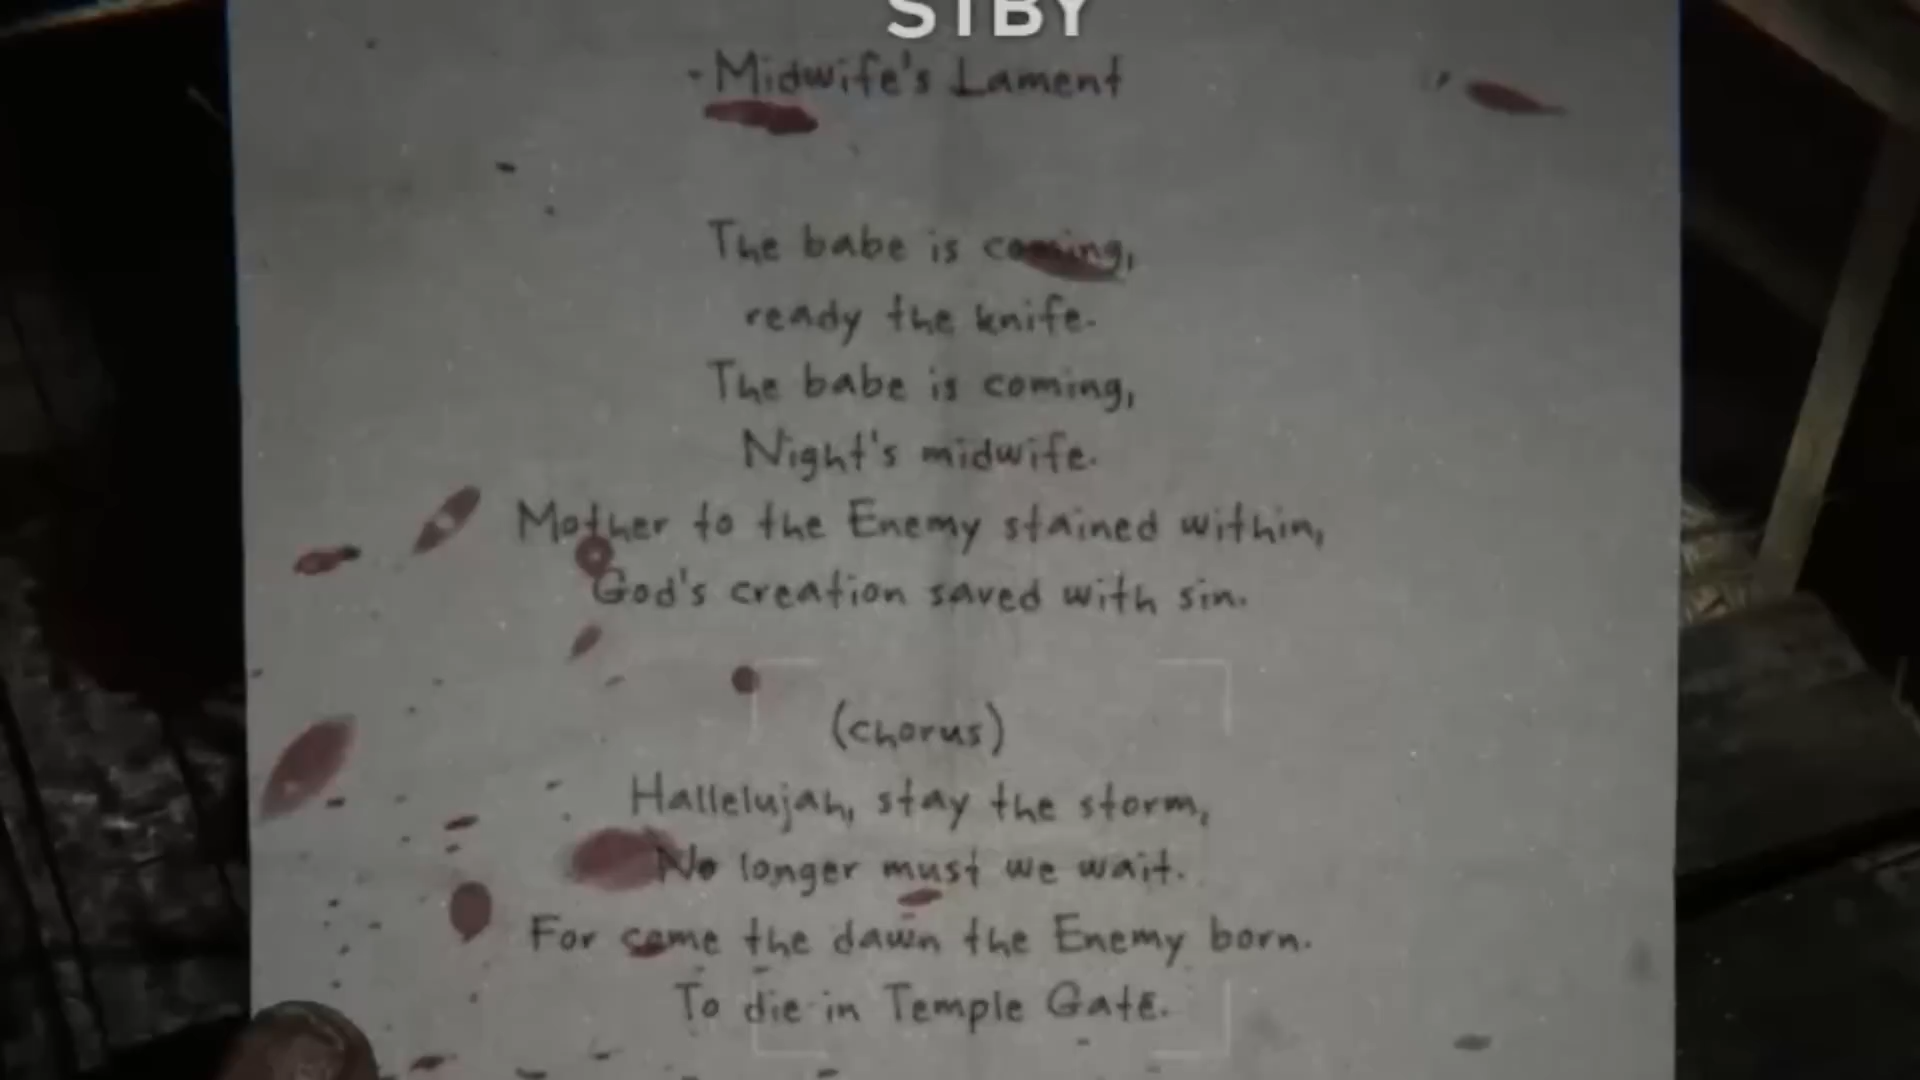 STBY
- Midwife's Lament
The babe is coming,
ready the knife.
The babe is coming,
Night's midwife.
Mother to the Enemy stained within,
God's creation saved with sin.
(chorus)
Hallelujah, stay the storm,
No longer must we wait.
For come the dawn the Enemy born.
To die in Temple Gate.